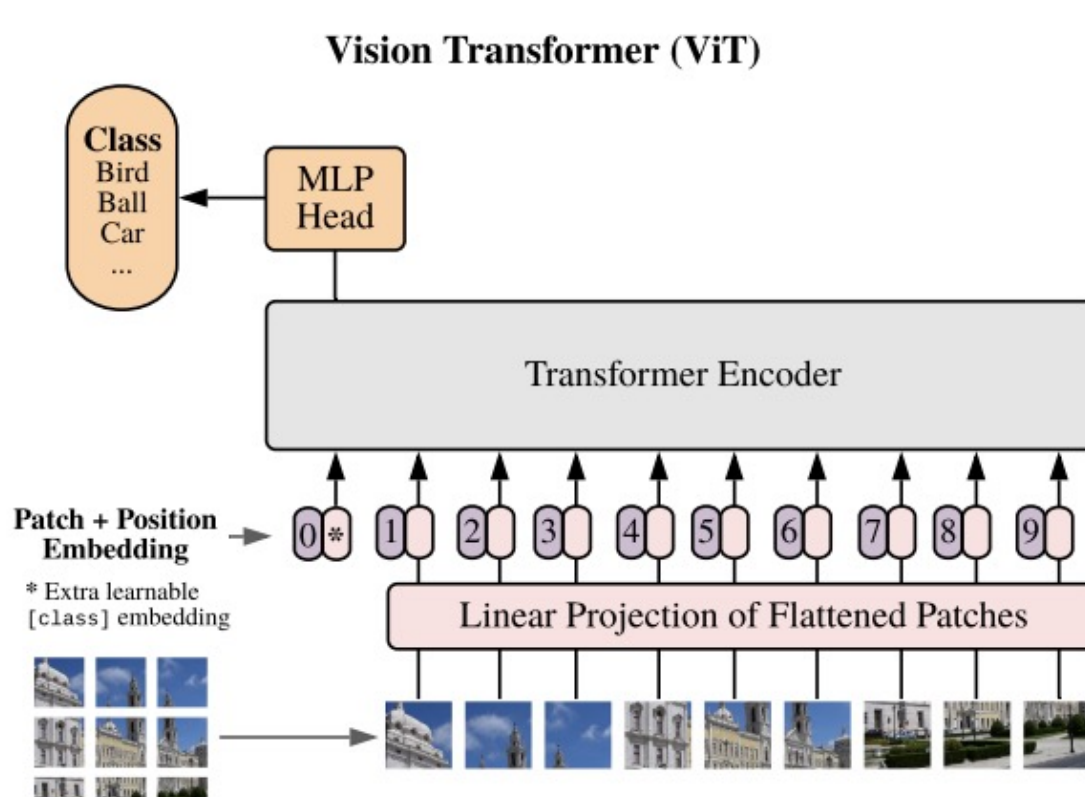 Vision Transformer (ViT)
Class
Bird
Ball
Car
...
MLP
Head
Transformer Encoder
Patch + Position
Embedding
0 * 1 2 3 4 5 6 7 8 9
* Extra learnable
[class] embedding
Linear Projection of Flattened Patches